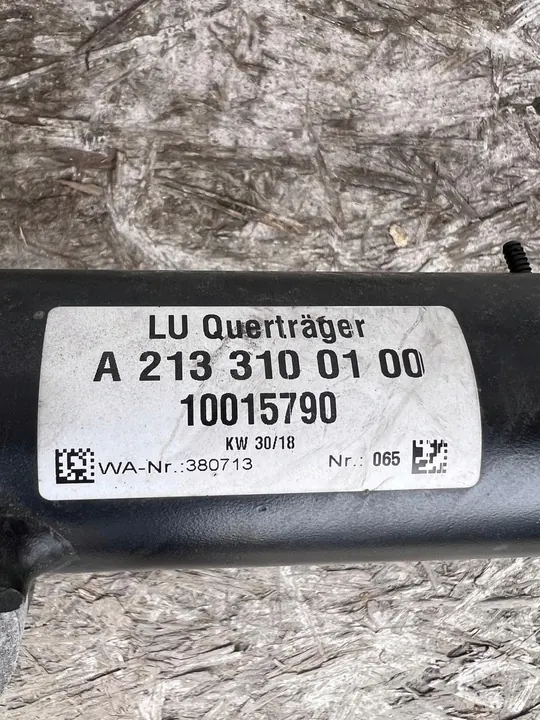 LU Querträger
A 213 310 01 00
10015790
KW 30/18
WA-Nr.:380713 Nr.: 065